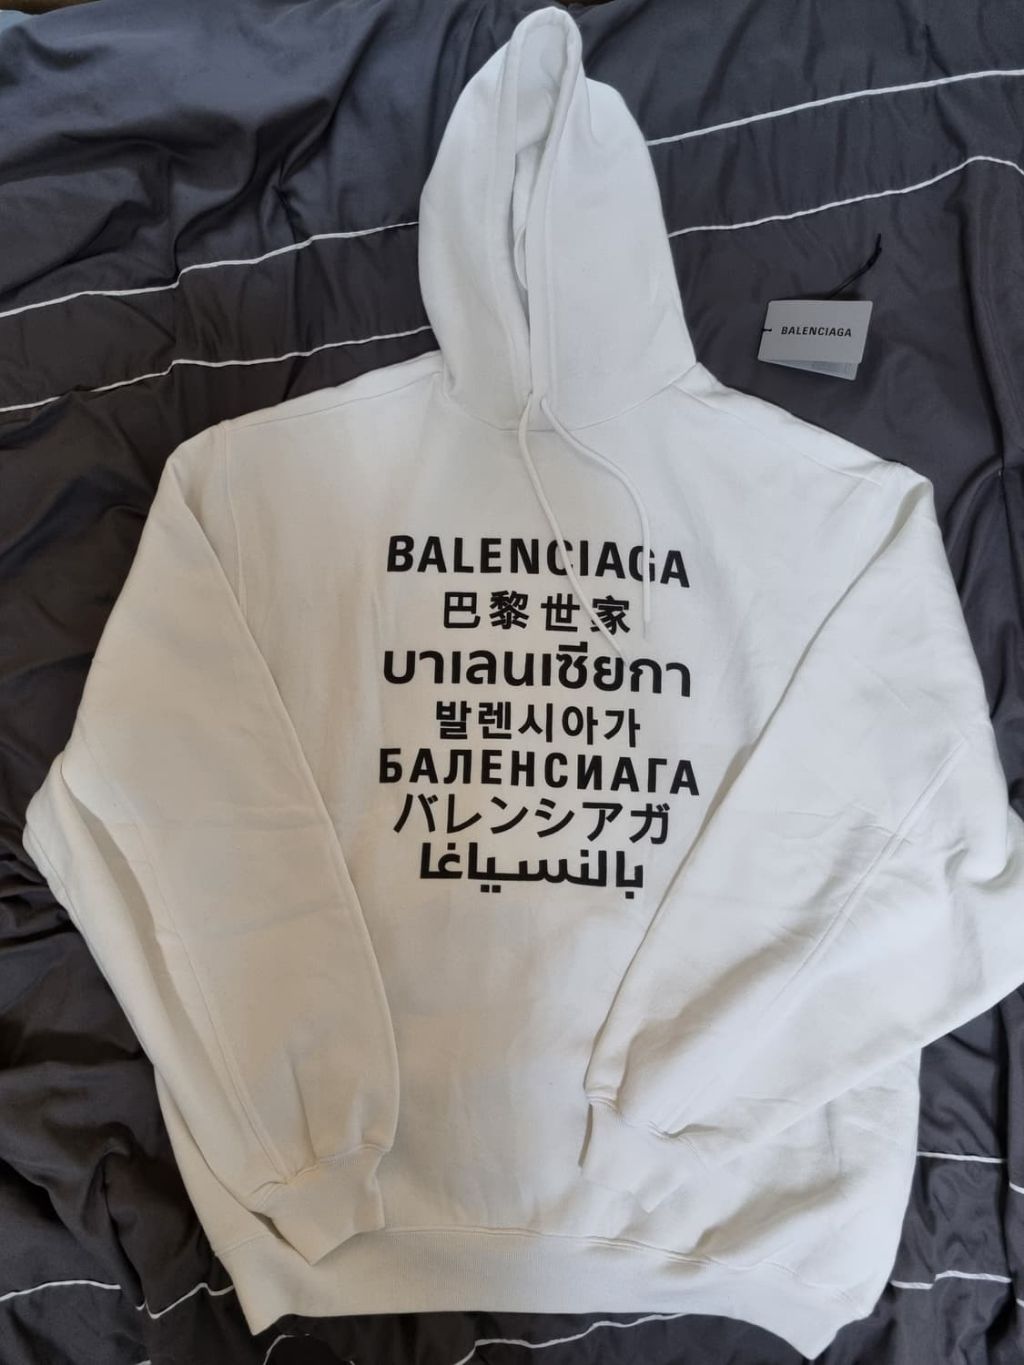 BALENCIAGA
BALENCIAGA
巴黎世家
บาเลนเซียกา
발렌시아가
БАЛЕНСИАГА
バレンシアガ
بالنسياغا